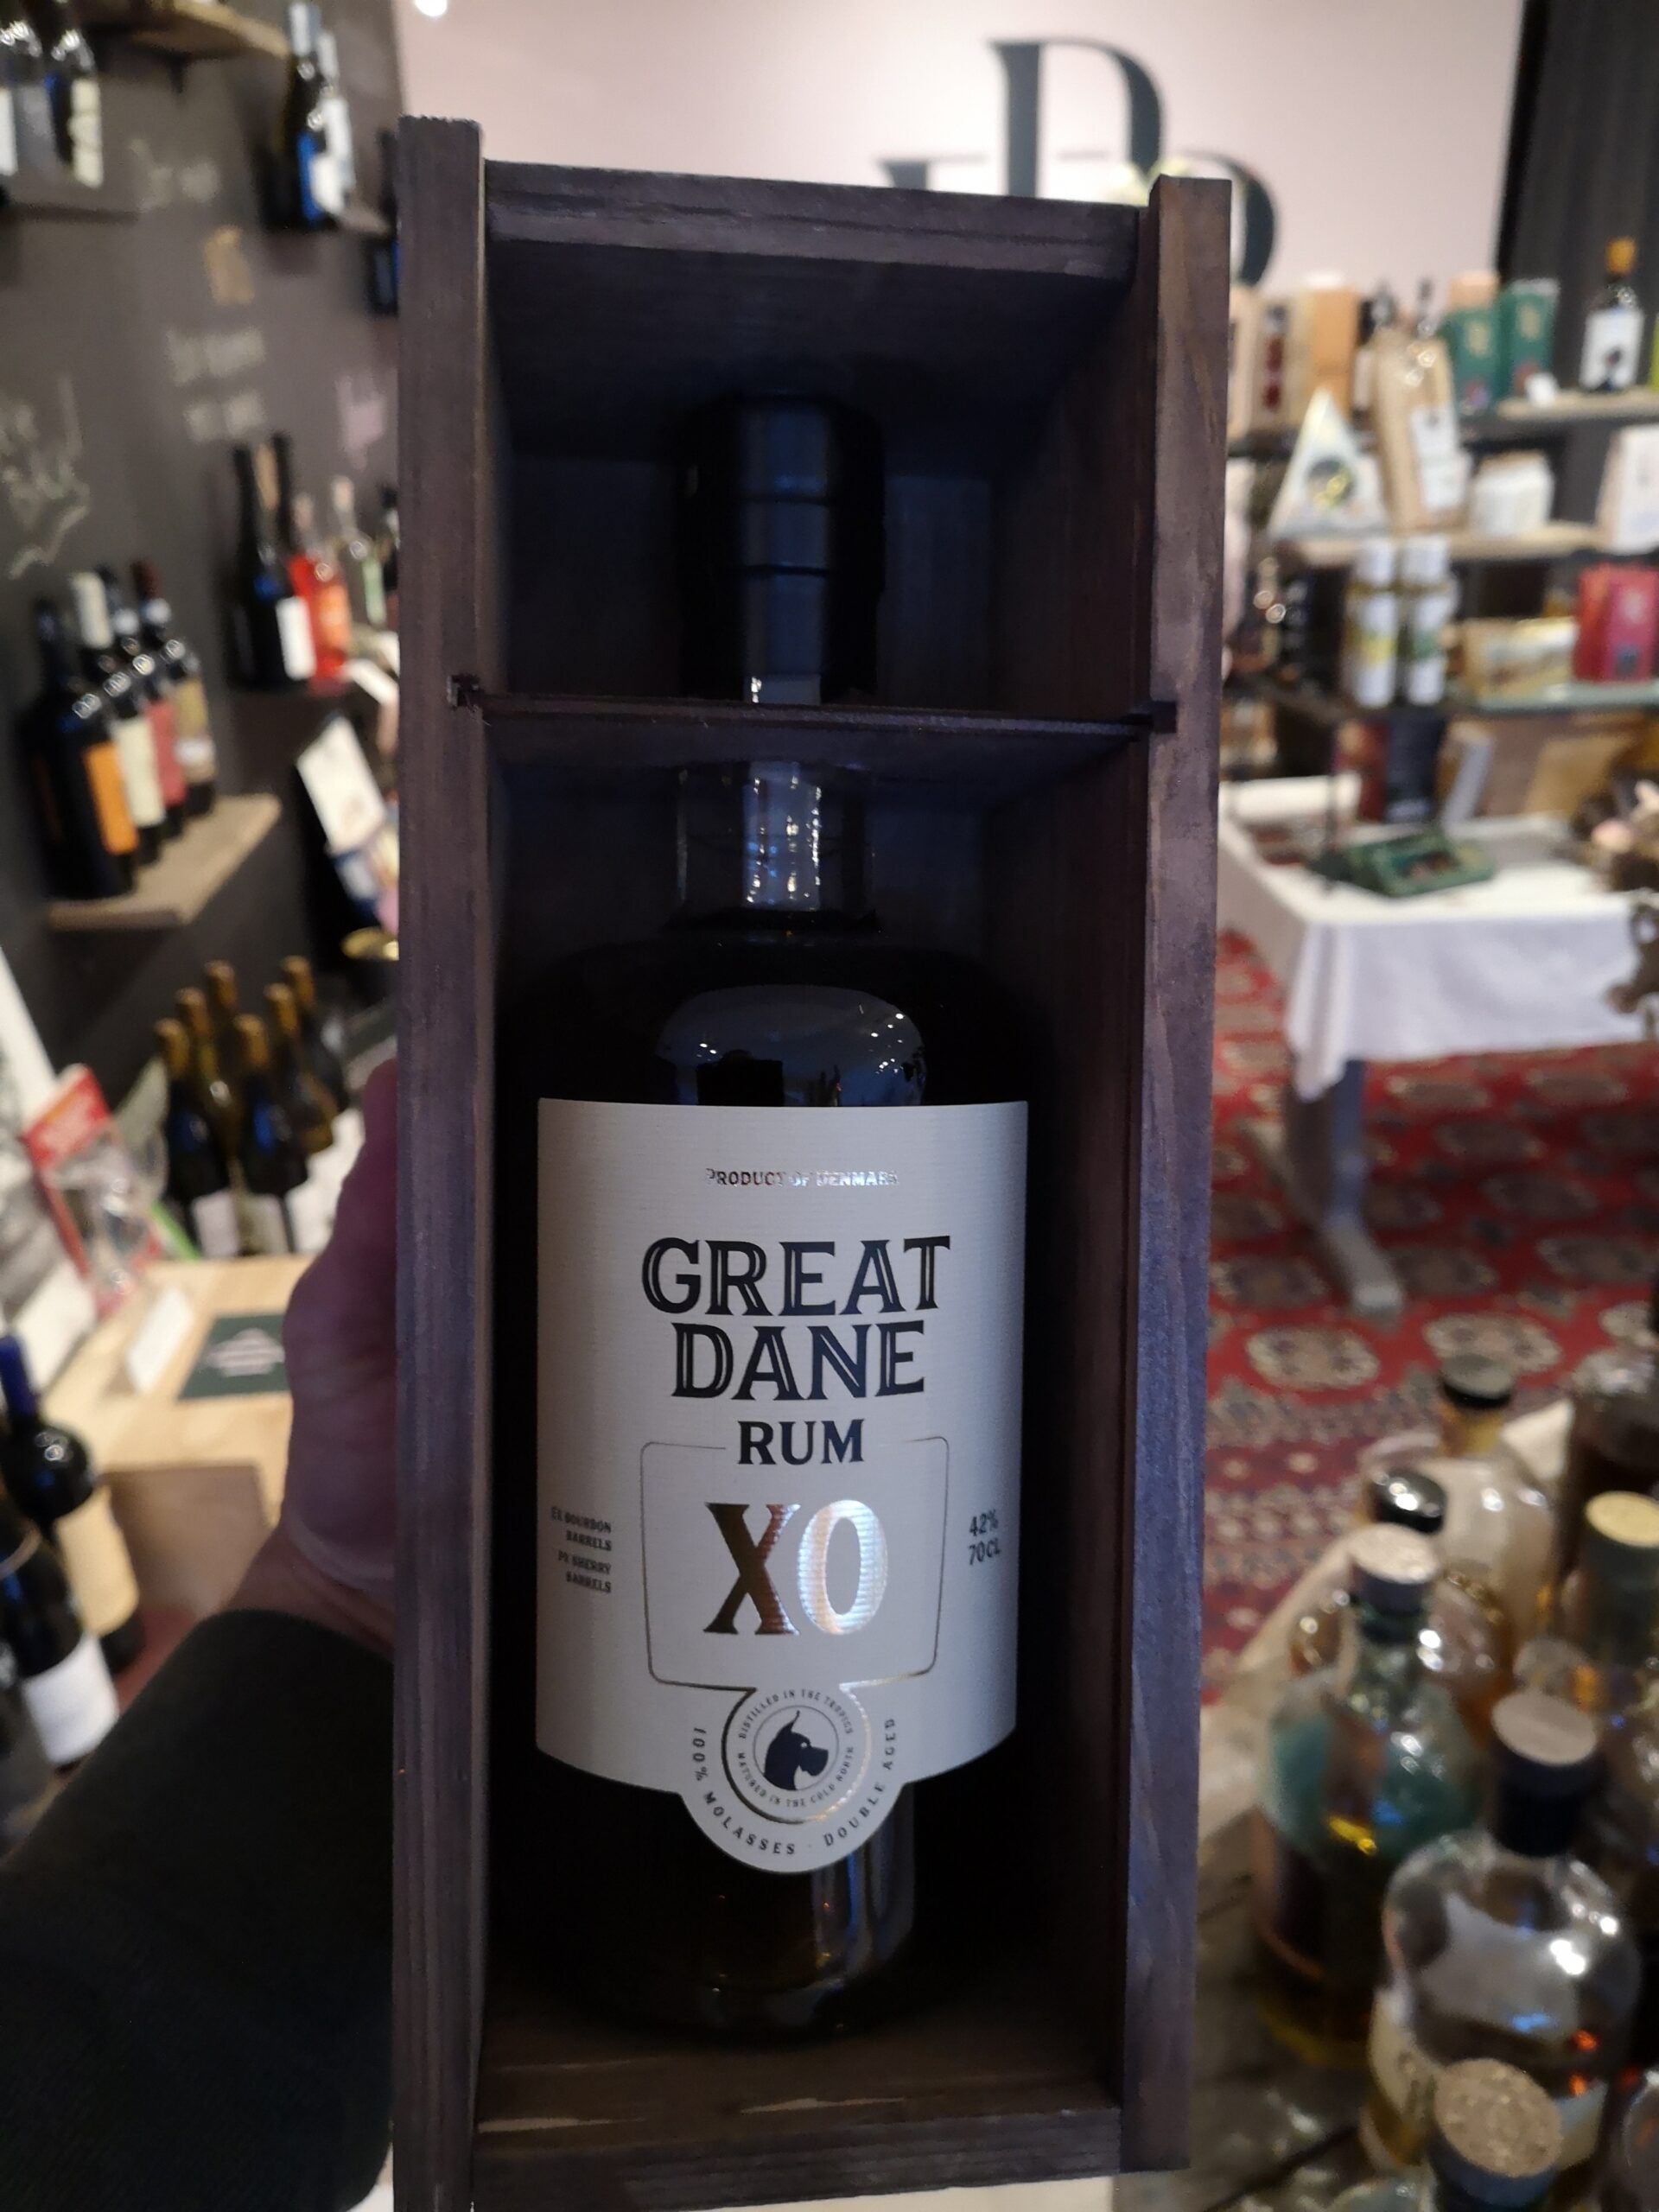 PRODUCT OF DENMARK
GREAT
DANE
RUM
XO
EX BOURBON
BARRELS
PX SHERRY
BARRELS
42%
70CL
DISTILLED IN THE TROPICS
MATURED IN THE COLD NORTH
100% MOLASSES · DOUBLE AGED